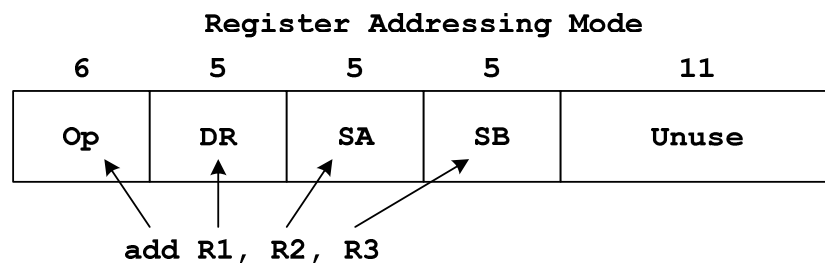 Register Addressing Mode
6 5 5 5 11
Op DR SA SB Unuse
add R1, R2, R3